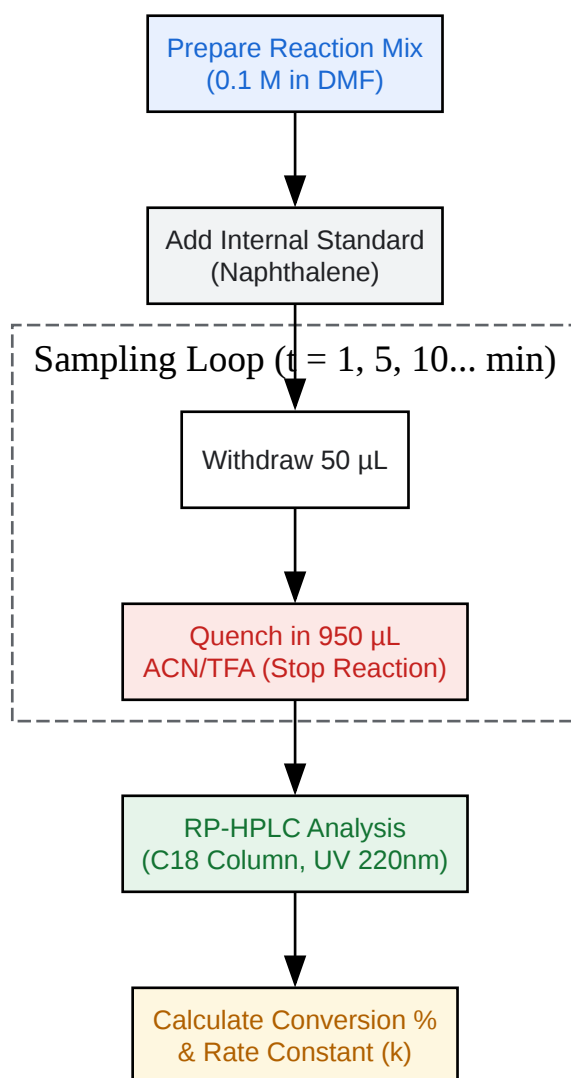 Prepare Reaction Mix
(0.1 M in DMF)
Add Internal Standard
(Naphthalene)
Sampling Loop (t = 1, 5, 10... min)
Withdraw 50 µL
Quench in 950 µL
ACN/TFA (Stop Reaction)
RP-HPLC Analysis
(C18 Column, UV 220nm)
Calculate Conversion %
& Rate Constant (k)